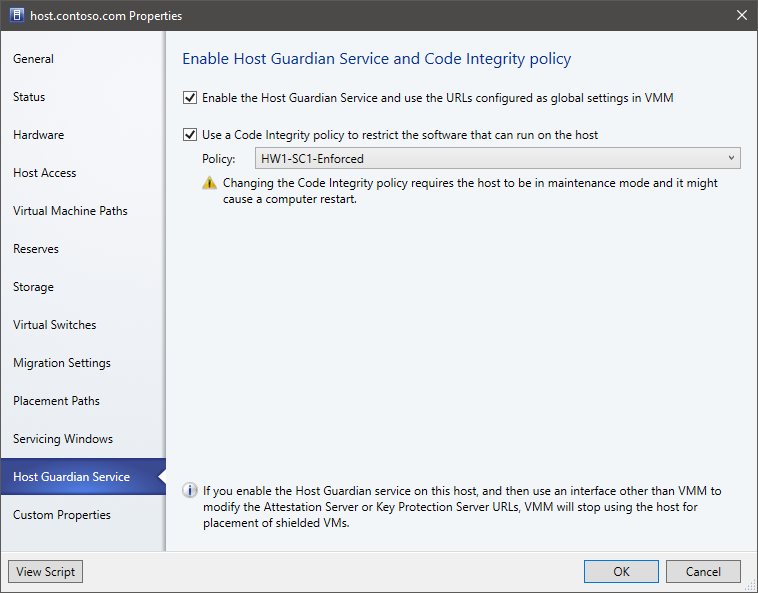 host.contoso.com Properties
General
Status
Hardware
Host Access
Virtual Machine Paths
Reserves
Storage
Virtual Switches
Migration Settings
Placement Paths
Servicing Windows
Host Guardian Service
Custom Properties
Enable Host Guardian Service and Code Integrity policy
Enable the Host Guardian Service and use the URLs configured as global settings in VMM
Use a Code Integrity policy to restrict the software that can run on the host
Policy: HW1-SC1-Enforced
Changing the Code Integrity policy requires the host to be in maintenance mode and it might
cause a computer restart.
If you enable the Host Guardian service on this host, and then use an interface other than VMM to
modify the Attestation Server or Key Protection Server URLs, VMM will stop using the host for
placement of shielded VMs.
View Script
OK
Cancel